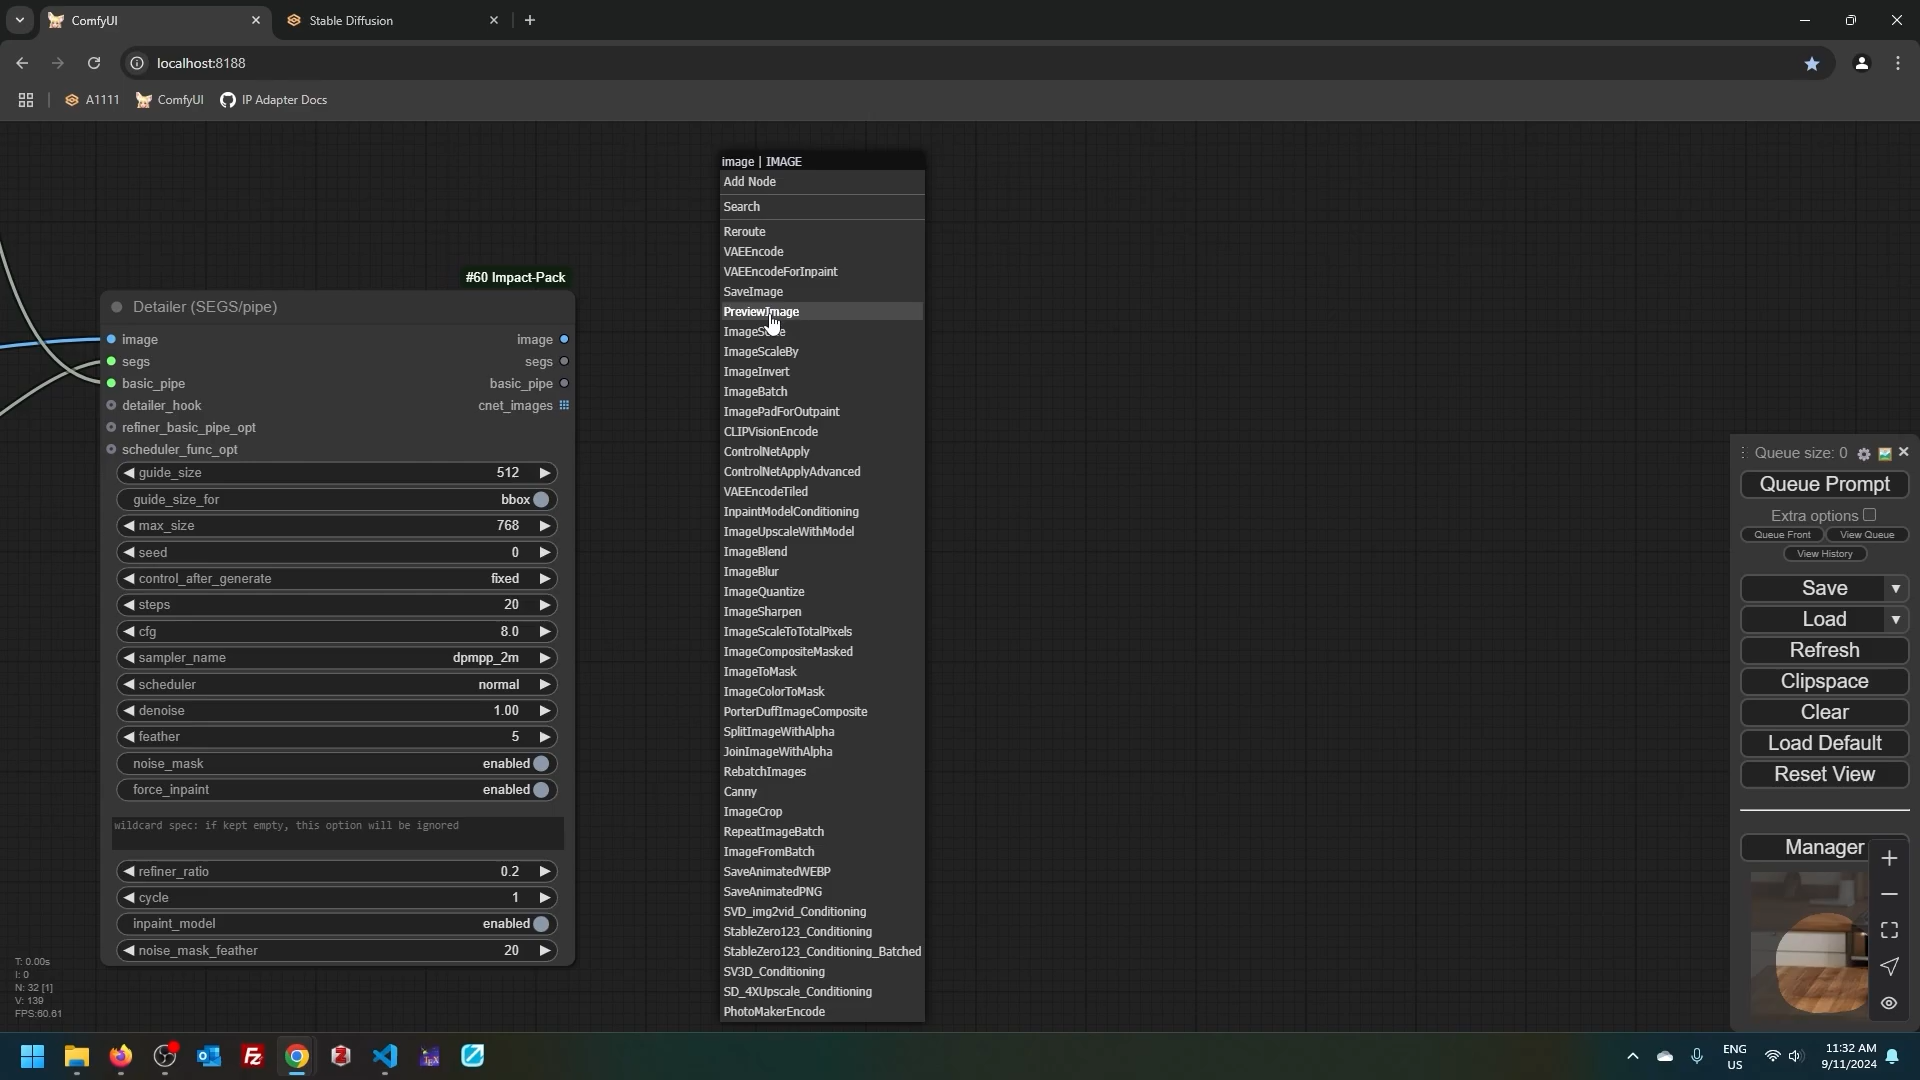 ComfyUI
Stable Diffusion
localhost:8188
A1111
ComfyUI
IP Adapter Docs
#60 Impact-Pack
Detailer (SEGS/pipe)
image image
segs segs
basic_pipe basic_pipe
detailer_hook cnet_images
refiner_basic_pipe_opt
scheduler_func_opt
guide_size 512
guide_size_for bbox
max_size 768
seed 0
control_after_generate fixed
steps 20
cfg 8.0
sampler_name dpmpp_2m
scheduler normal
denoise 1.00
feather 5
noise_mask enabled
force_inpaint enabled
wildcard spec: if kept empty, this option will be ignored
refiner_ratio 0.2
cycle 1
inpaint_model enabled
noise_mask_feather 20
image | IMAGE
Add Node
Search
Reroute
VAEEncode
VAEEncodeForInpaint
SaveImage
PreviewImage
ImageScale
ImageScaleBy
ImageInvert
ImageBatch
ImagePadForOutpaint
CLIPVisionEncode
ControlNetApply
ControlNetApplyAdvanced
VAEEncodeTiled
InpaintModelConditioning
ImageUpscaleWithModel
ImageBlend
ImageBlur
ImageQuantize
ImageSharpen
ImageScaleToTotalPixels
ImageCompositeMasked
ImageToMask
ImageColorToMask
PorterDuffImageComposite
SplitImageWithAlpha
JoinImageWithAlpha
RebatchImages
Canny
ImageCrop
RepeatImageBatch
ImageFromBatch
SaveAnimatedWEBP
SaveAnimatedPNG
SVD_img2vid_Conditioning
StableZero123_Conditioning
StableZero123_Conditioning_Batched
SV3D_Conditioning
SD_4XUpscale_Conditioning
PhotoMakerEncode
Queue size: 0
Queue Prompt
Extra options
Queue Front View Queue
View History
Save
Load
Refresh
Clipspace
Clear
Load Default
Reset View
Manager
T: 0.00s
I: 0
N: 32 [1]
V: 139
FPS:60.61
ENG
US
11:32 AM
9/11/2024